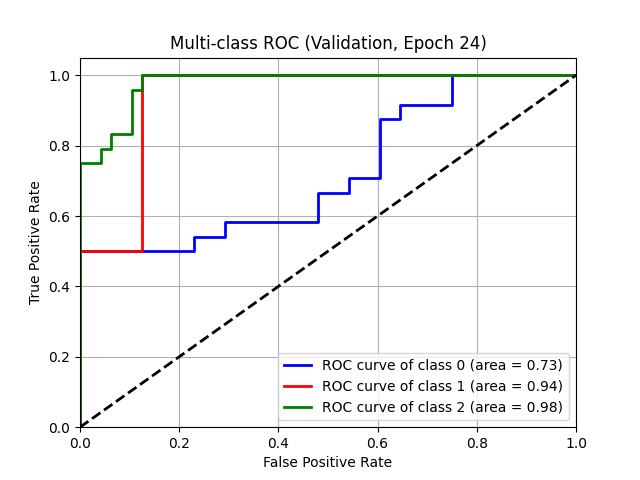 Multi-class ROC (Validation, Epoch 24)
True Positive Rate
1.0
0.8
0.6
0.4
0.2
0.0
ROC curve of class 0 (area = 0.73)
ROC curve of class 1 (area = 0.94)
ROC curve of class 2 (area = 0.98)
0.0 0.2 0.4 0.6 0.8 1.0
False Positive Rate